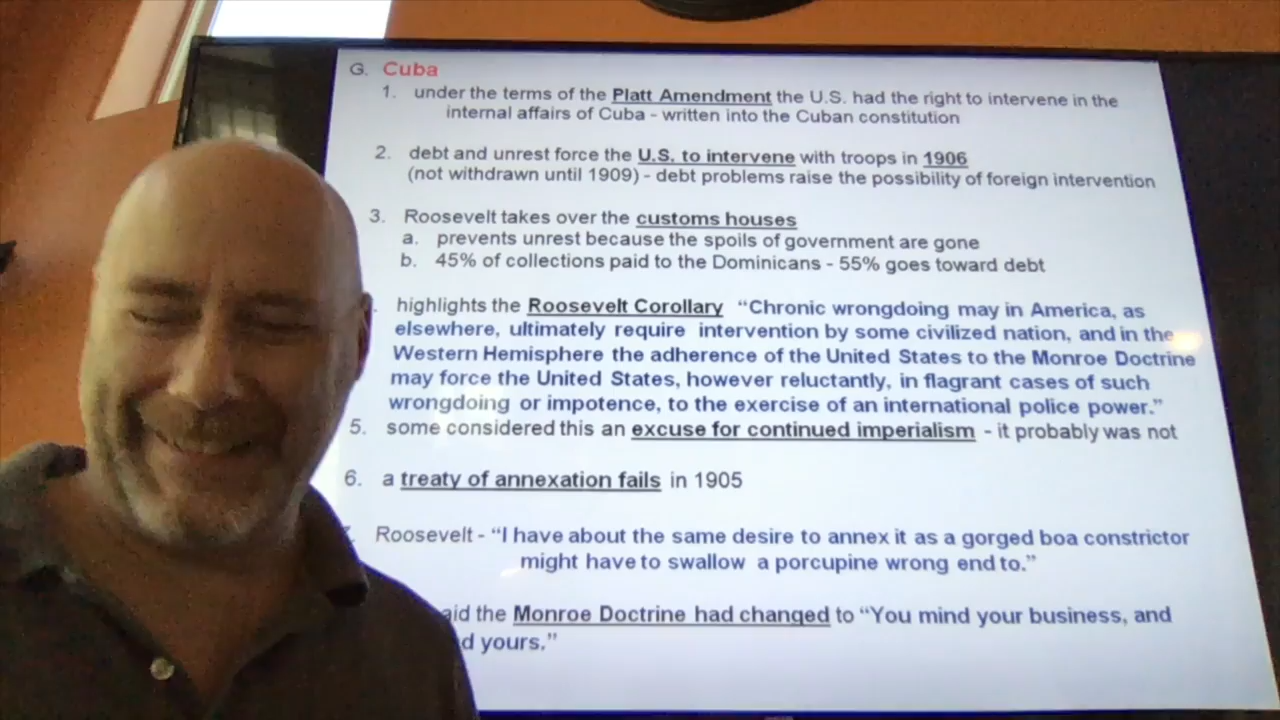 G. Cuba
1. under the terms of the Platt Amendment the U.S. had the right to intervene in the
internal affairs of Cuba - written into the Cuban constitution
2. debt and unrest force the U.S. to intervene with troops in 1906
(not withdrawn until 1909) - debt problems raise the possibility of foreign intervention
3. Roosevelt takes over the customs houses
a. prevents unrest because the spoils of government are gone
b. 45% of collections paid to the Dominicans - 55% goes toward debt
highlights the Roosevelt Corollary “Chronic wrongdoing may in America, as
elsewhere, ultimately require intervention by some civilized nation, and in the
Western Hemisphere the adherence of the United States to the Monroe Doctrine
may force the United States, however reluctantly, in flagrant cases of such
wrongdoing or impotence, to the exercise of an international police power.”
5. some considered this an excuse for continued imperialism - it probably was not
6. a treaty of annexation fails in 1905
Roosevelt - “I have about the same desire to annex it as a gorged boa constrictor
might have to swallow a porcupine wrong end to.”
the Monroe Doctrine had changed to “You mind your business, and
yours.”